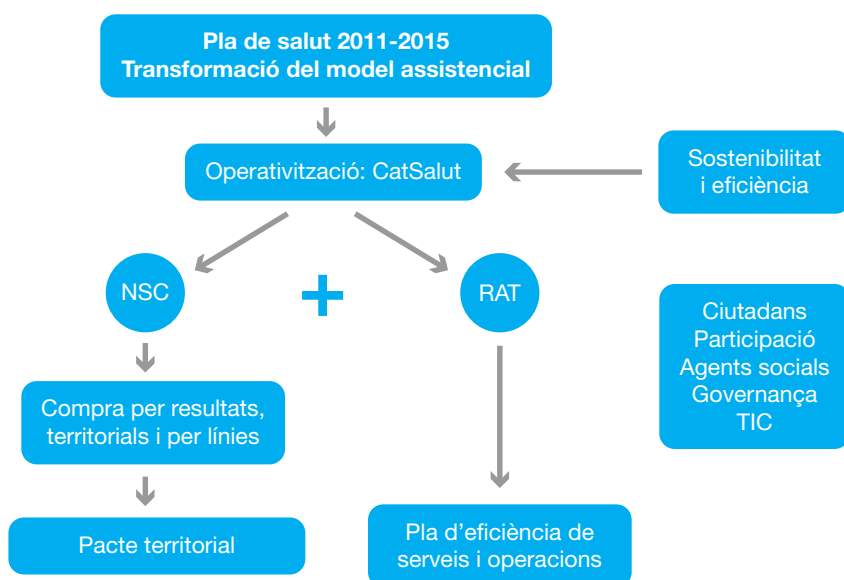 Pla de salut 2011-2015
Transformació del model assistencial
Operativització: CatSalut
Sostenibilitat
i eficiència
NSC
+
RAT
Ciutadans
Participació
Agents socials
Governança
TIC
Compra per resultats,
territorials i per línies
Pacte territorial
Pla d’eficiència de
serveis i operacions